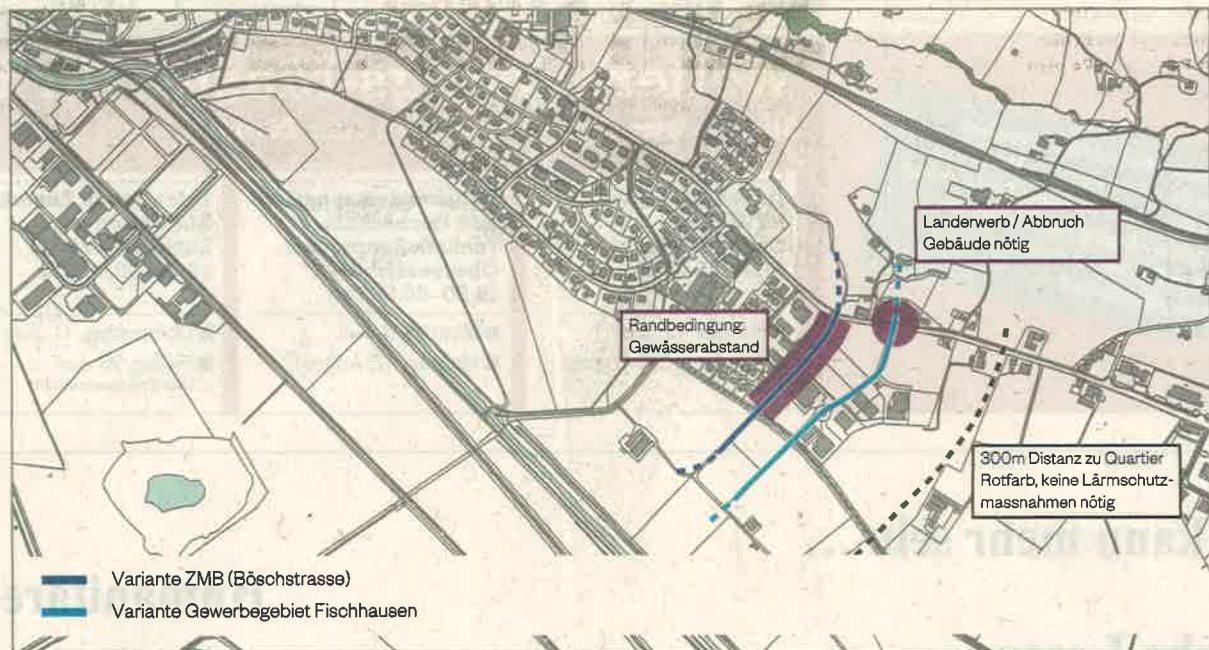 Landerwerb / Abbruch
Gebäude nötig
Randbedingung:
Gewässerabstand
300m Distanz zu Quartier
Rotfarb, keine Lärmschutz-
massnahmen nötig
Variante ZMB (Böschstrasse)
Variante Gewerbegebiet Fischhausen